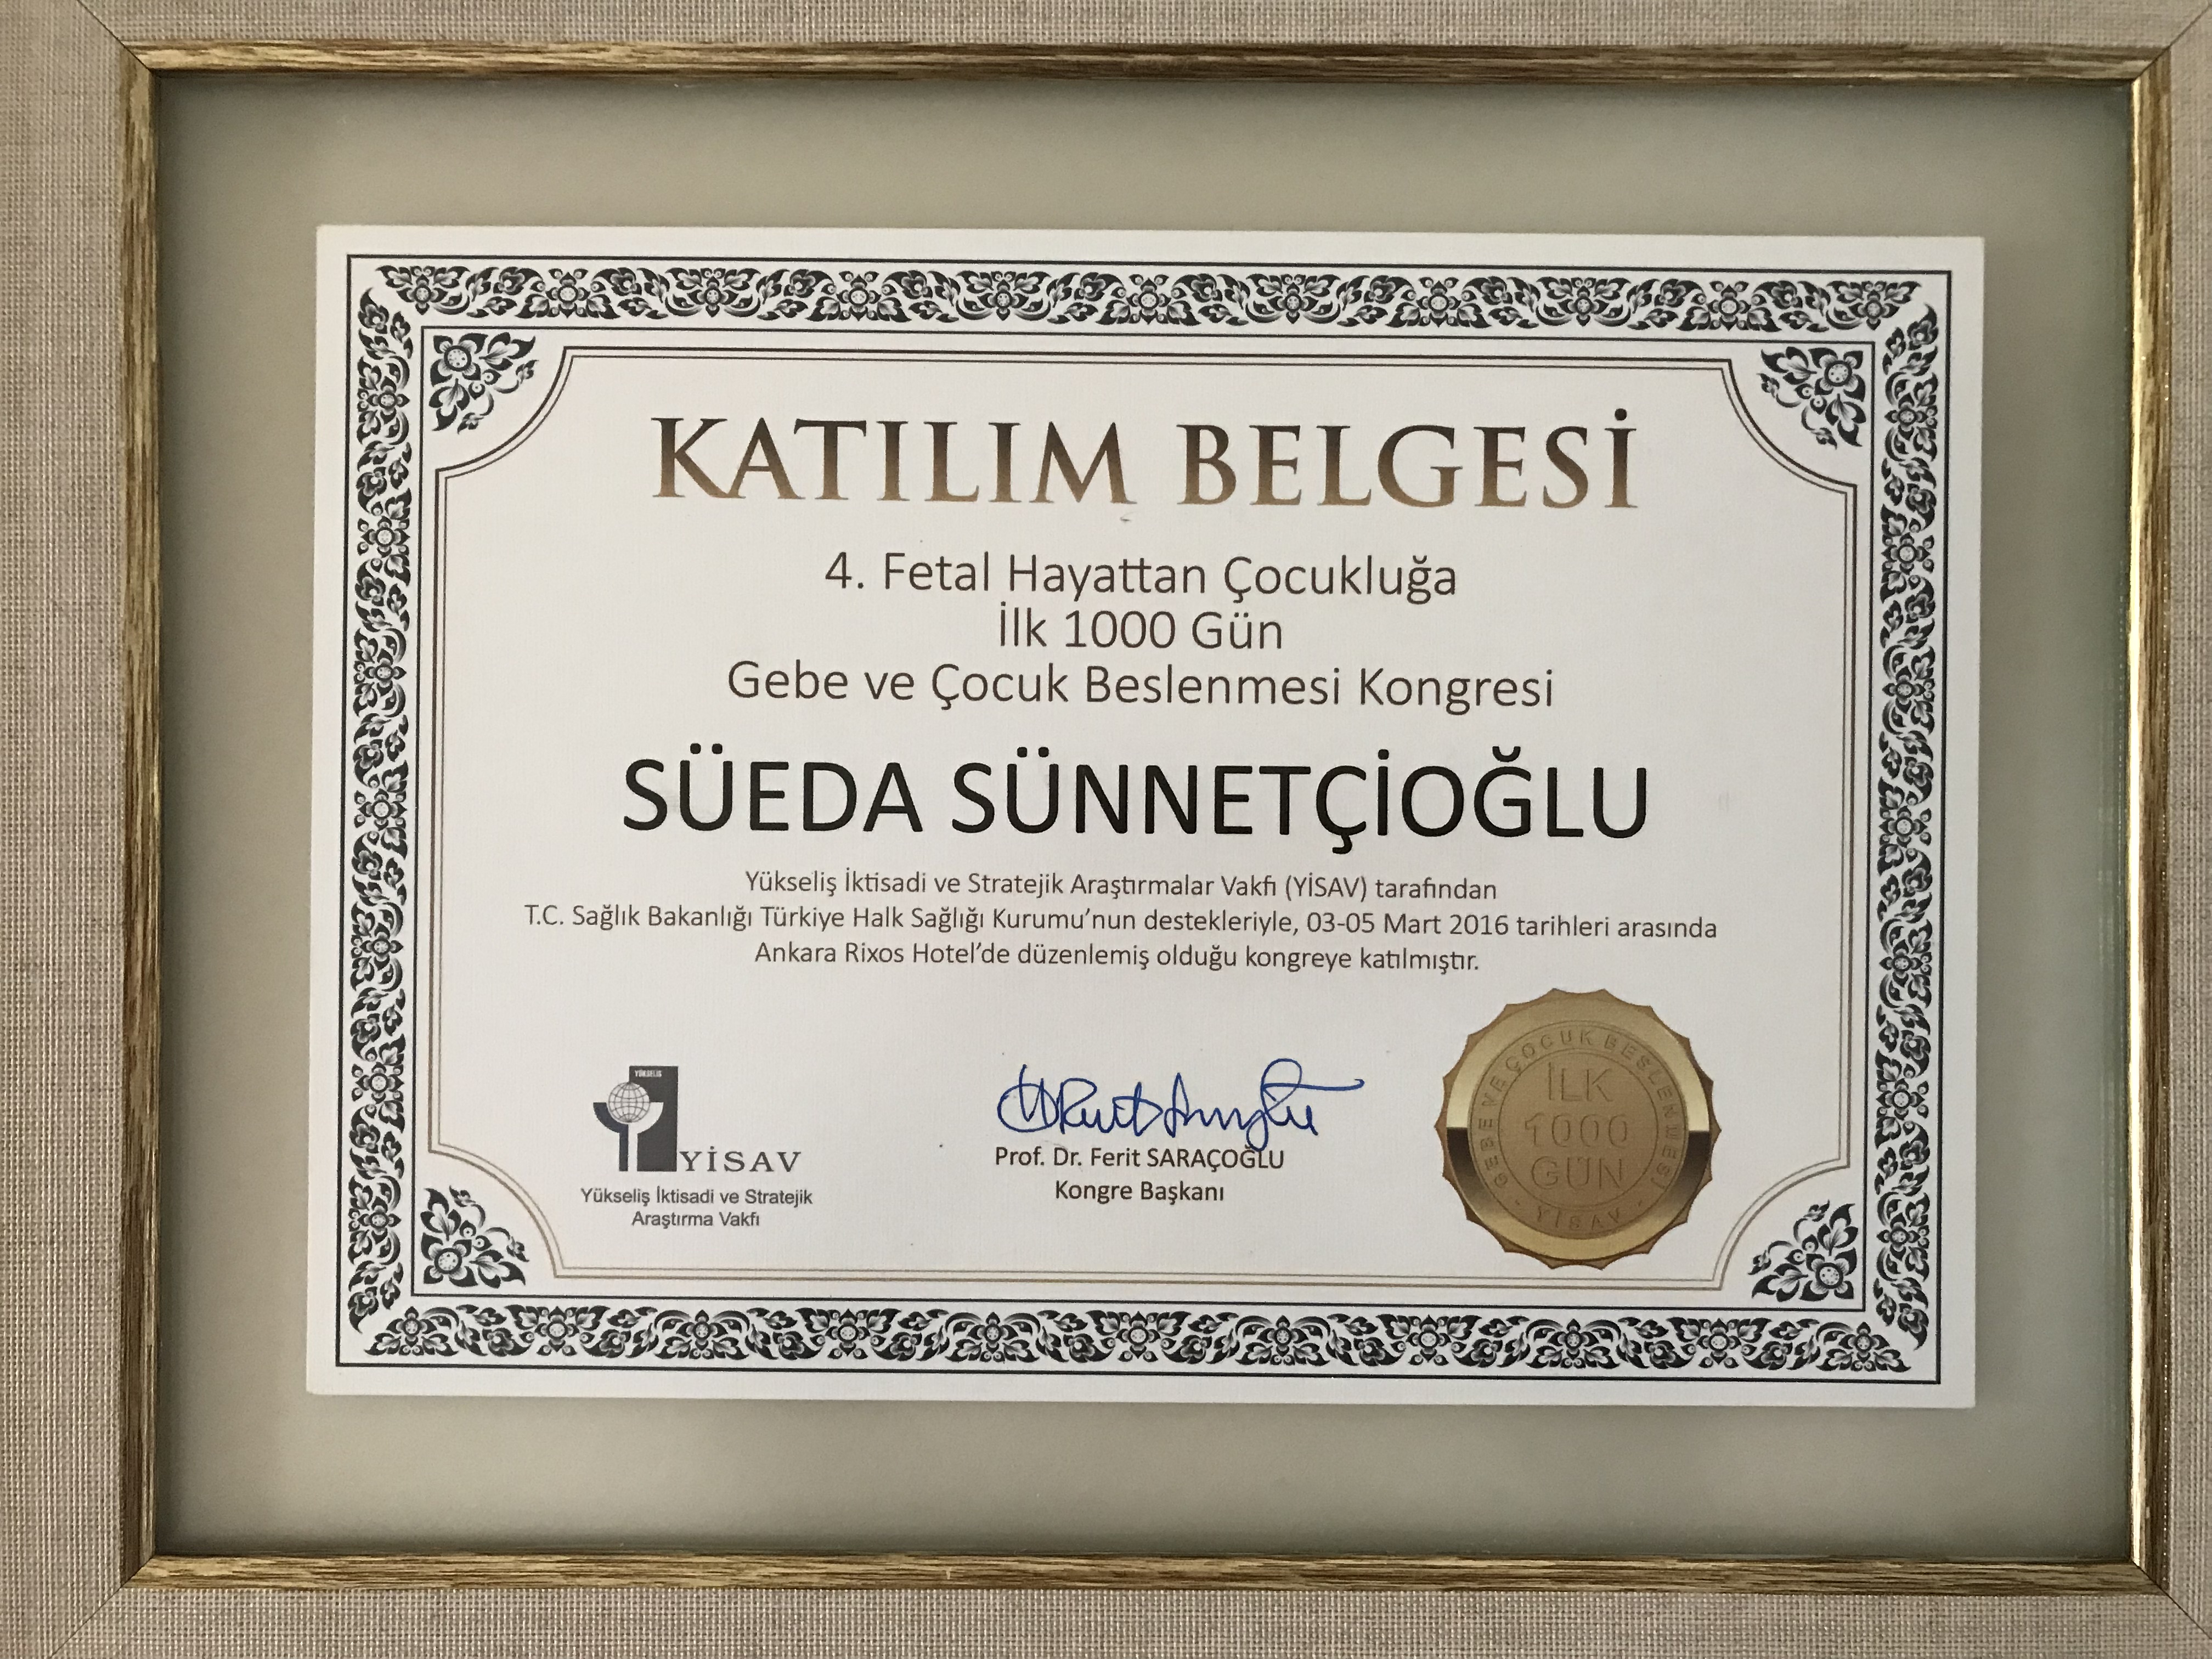 KATILIM BELGESİ
4. Fetal Hayattan Çocukluğa
İlk 1000 Gün
Gebe ve Çocuk Beslenmesi Kongresi
SÜEDA SÜNNETÇİOĞLU
Yükseliş İktisadi ve Stratejik Araştırmalar Vakfı (YİSAV) tarafından
T.C. Sağlık Bakanlığı Türkiye Halk Sağlığı Kurumu’nun destekleriyle, 03-05 Mart 2016 tarihleri arasında
Ankara Rixos Hotel’de düzenlemiş olduğu kongreye katılmıştır.
YÜKSELİŞ
YİSAV
Yükseliş İktisadi ve Stratejik
Araştırma Vakfı
Prof. Dr. Ferit SARAÇOĞLU
Kongre Başkanı
GEBE VE ÇOCUK BESLENMESİ
İLK
1000
GÜN
- YİSAV -